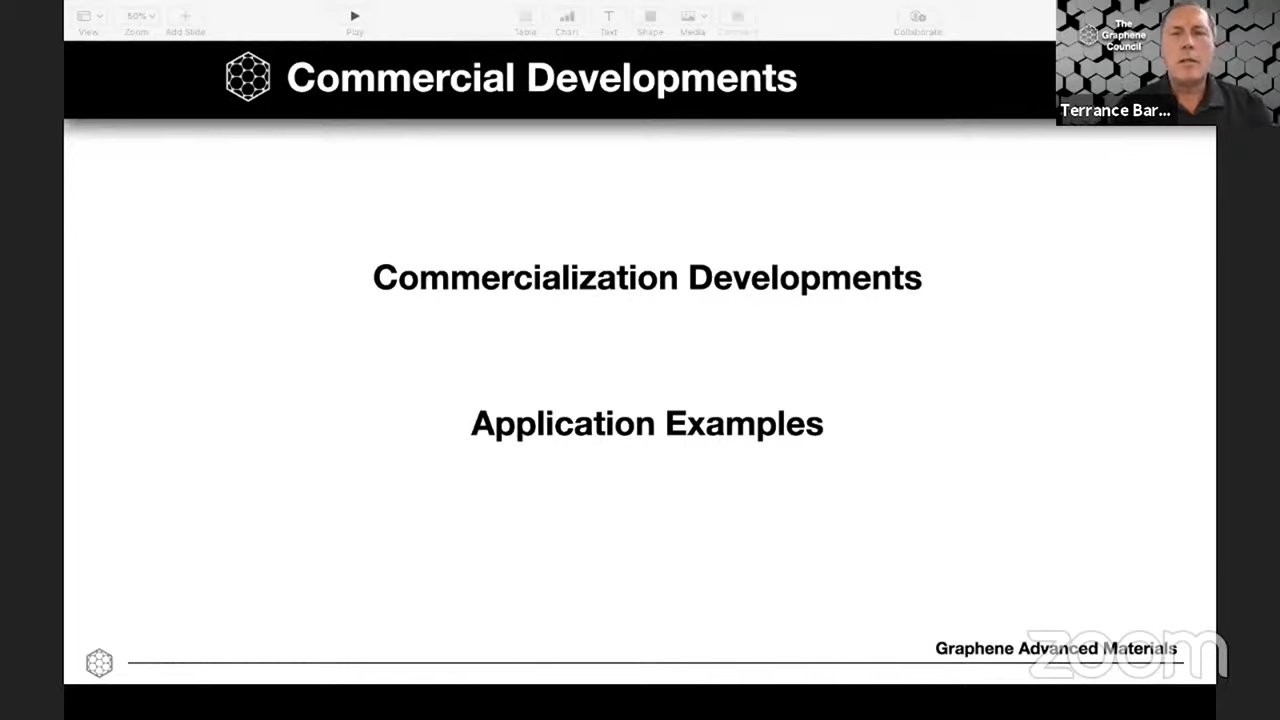 50%
View
Zoom
Add Slide
Play
Table
Chart
Text
Shape
Media
Comment
Collaborate
The
Graphene
Council
Terrance Bar...
Commercial Developments
Commercialization Developments
Application Examples
Graphene Advanced Materials
zoom